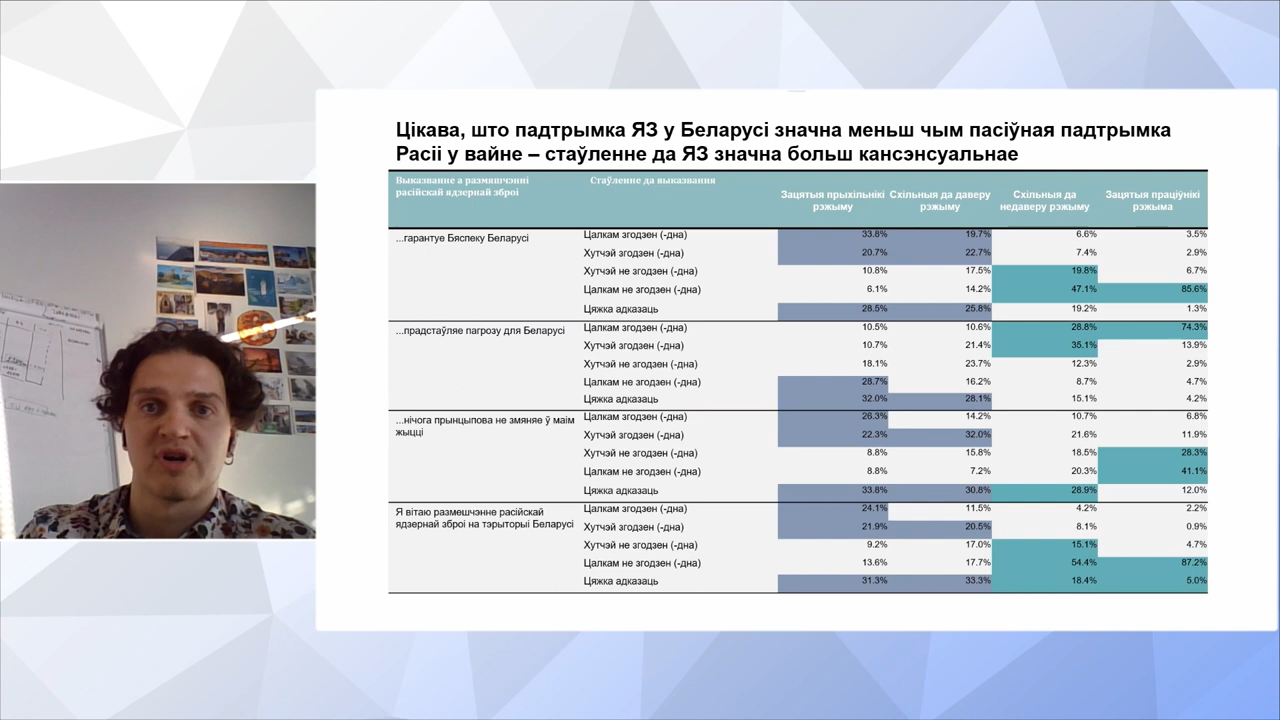 Цікава, што падтрымка ЯЗ у Беларусі значна меньш чым пасіўная падтрымка
Расіі у вайне – стаўленне да ЯЗ значна больш кансэнсуальнае
Выказванне а размяшчэнні
расійскай ядзернай зброі
Стаўленне да выказвання
Зацятыя прыхільнікі
рэжыму
Схільныя да даверу
рэжыму
Схільныя да
недаверу рэжыму
Зацятыя праціўнікі
рэжыма
...гарантуе Бяспеку Беларусі
Цалкам згодзен (-дна) 33.8% 19.7% 6.6% 3.5%
Хутчэй згодзен (-дна) 20.7% 22.7% 7.4% 2.9%
Хутчэй не згодзен (-дна) 10.8% 17.5% 19.8% 6.7%
Цалкам не згодзен (-дна) 6.1% 14.2% 47.1% 85.6%
Цяжка адказаць 28.5% 25.8% 19.2% 1.3%
...прадстаўляе пагрозу для Беларусі
Цалкам згодзен (-дна) 10.5% 10.6% 28.8% 74.3%
Хутчэй згодзен (-дна) 10.7% 21.4% 35.1% 13.9%
Хутчэй не згодзен (-дна) 18.1% 23.7% 12.3% 2.9%
Цалкам не згодзен (-дна) 28.7% 16.2% 8.7% 4.7%
Цяжка адказаць 32.0% 28.1% 15.1% 4.2%
...нічога прынцыпова не змяняе ў маім
жыцці
Цалкам згодзен (-дна) 26.3% 14.2% 10.7% 6.8%
Хутчэй згодзен (-дна) 22.3% 32.0% 21.6% 11.9%
Хутчэй не згодзен (-дна) 8.8% 15.8% 18.5% 28.3%
Цалкам не згодзен (-дна) 8.8% 7.2% 20.3% 41.1%
Цяжка адказаць 33.8% 30.8% 28.9% 12.0%
Я вітаю размешчэнне расійскай
ядзернай зброі на тэрыторыі Беларусі
Цалкам згодзен (-дна) 24.1% 11.5% 4.2% 2.2%
Хутчэй згодзен (-дна) 21.9% 20.5% 8.1% 0.9%
Хутчэй не згодзен (-дна) 9.2% 17.0% 15.1% 4.7%
Цалкам не згодзен (-дна) 13.6% 17.7% 54.4% 87.2%
Цяжка адказаць 31.3% 33.3% 18.4% 5.0%